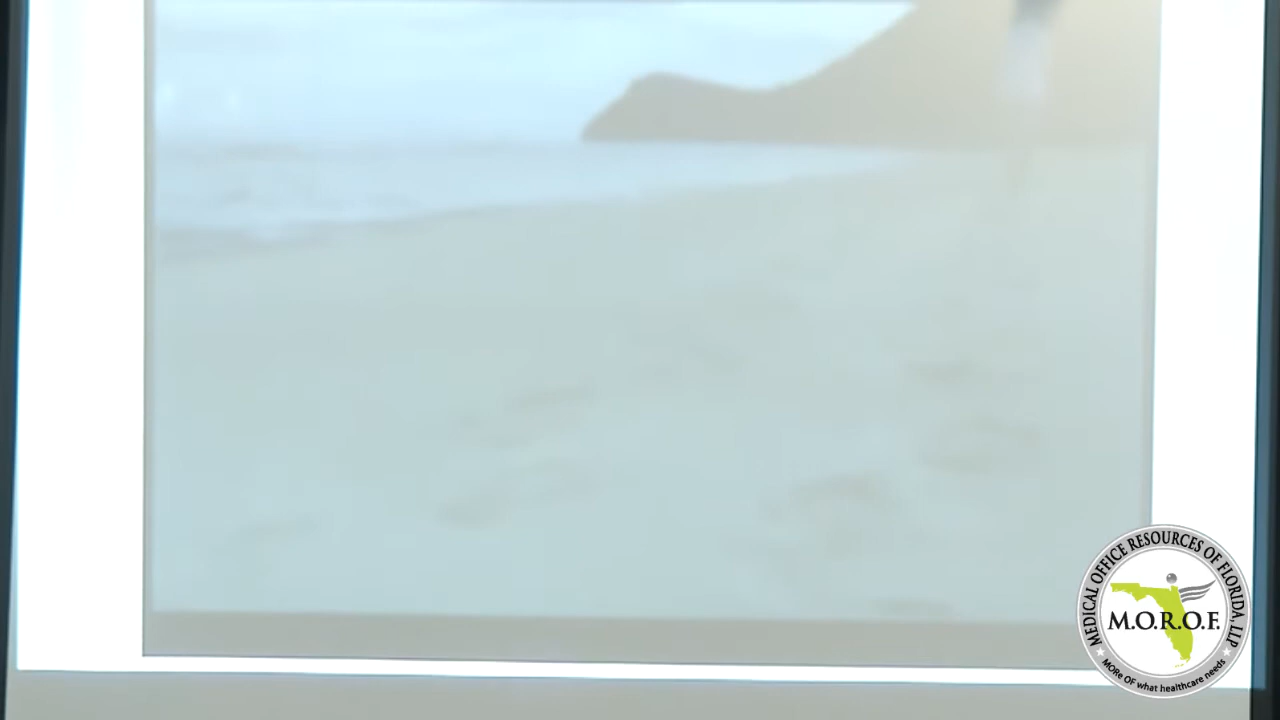 MEDICAL OFFICE RESOURCES OF FLORIDA, LLP
M.O.R.O.F.
MORe OF what healthcare needs